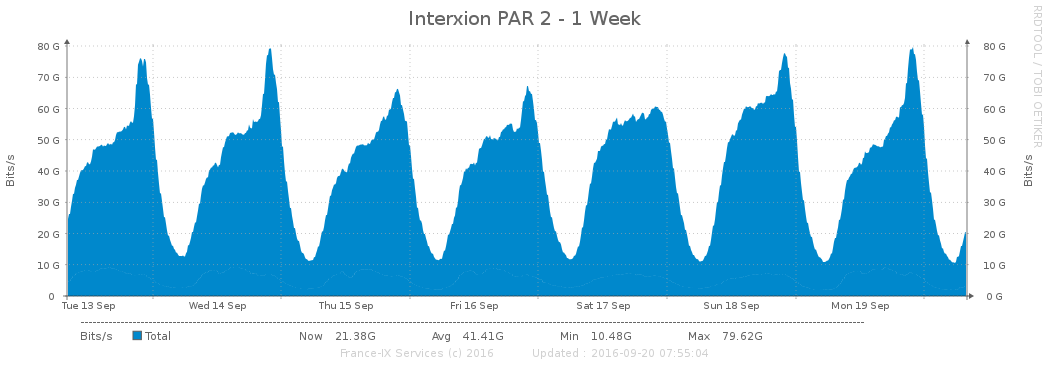 Interxion PAR 2 - 1 Week
RRDTOOL / TOBI OETIKER
Bits/s
80 G
70 G
60 G
50 G
40 G
30 G
20 G
10 G
0
80 G
70 G
60 G
50 G
40 G
30 G
20 G
10 G
0 G
Bits/s
Tue 13 Sep Wed 14 Sep Thu 15 Sep Fri 16 Sep Sat 17 Sep Sun 18 Sep Mon 19 Sep
Bits/s Total Now 21.38G Avg 41.41G Min 10.48G Max 79.62G
France-IX Services (c) 2016 Updated : 2016-09-20 07:55:04